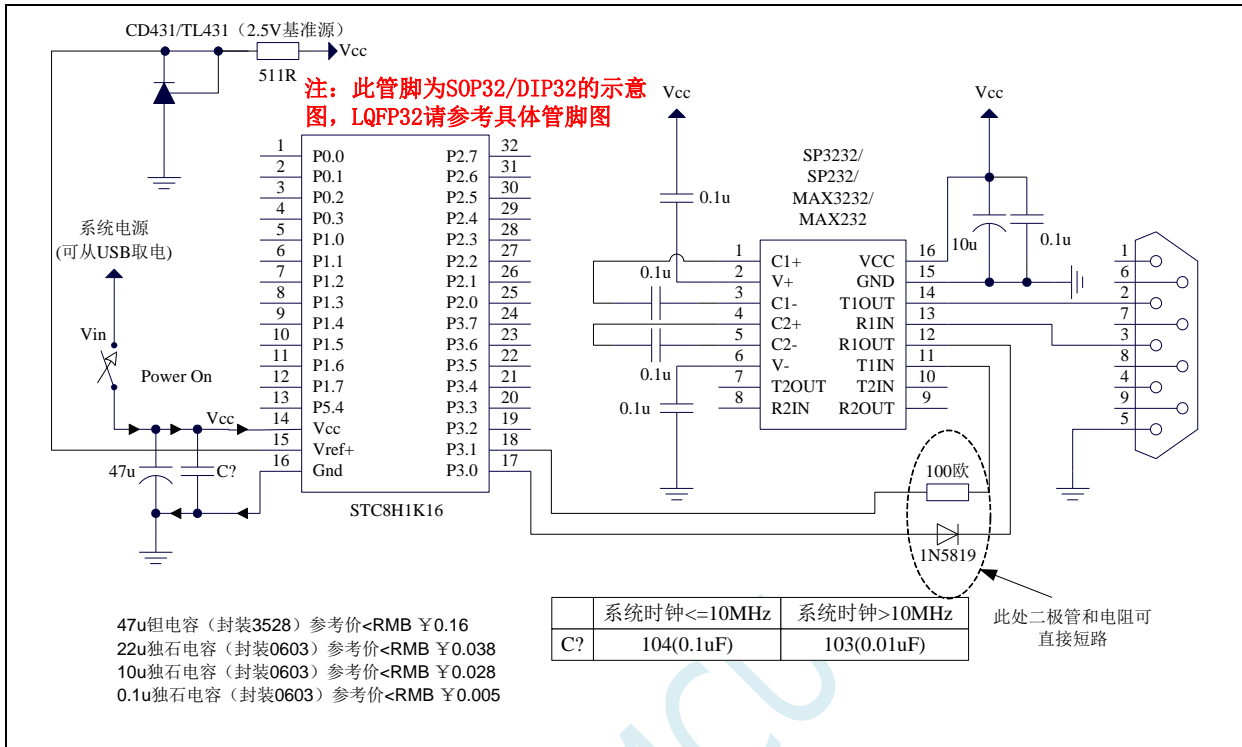 CD431/TL431（2.5V基准源）
Vcc
511R
注：此管脚为SOP32/DIP32的示意
图，LQFP32请参考具体管脚图
1 P0.0 P2.7 32
2 P0.1 P2.6 31
3 P0.2 P2.5 30
4 P0.3 P2.4 29
5 P1.0 P2.3 28
6 P1.1 P2.2 27
7 P1.2 P2.1 26
8 P1.3 P2.0 25
9 P1.4 P3.7 24
10 P1.5 P3.6 23
11 P1.6 P3.5 22
12 P1.7 P3.4 21
13 P5.4 P3.3 20
14 Vcc P3.2 19
15 Vref+ P3.1 18
16 Gnd P3.0 17
STC8H1K16
系统电源
(可从USB取电)
Vin
Power On
Vcc
47u
C?
Vcc
0.1u
SP3232/
SP232/
MAX3232/
MAX232
Vcc
10u
0.1u
0.1u
0.1u
0.1u
1 C1+ VCC 16
2 V+ GND 15
3 C1- T1OUT 14
4 C2+ R1IN 13
5 C2- R1OUT 12
6 V- T1IN 11
7 T2OUT T2IN 10
8 R2IN R2OUT 9
1
6
2
7
3
8
4
9
5
100欧
1N5819
此处二极管和电阻可
直接短路
系统时钟<=10MHz 系统时钟>10MHz
C? 104(0.1uF) 103(0.01uF)
47u钽电容（封装3528）参考价<RMB ￥0.16
22u独石电容（封装0603）参考价<RMB ￥0.038
10u独石电容（封装0603）参考价<RMB ￥0.028
0.1u独石电容（封装0603）参考价<RMB ￥0.005